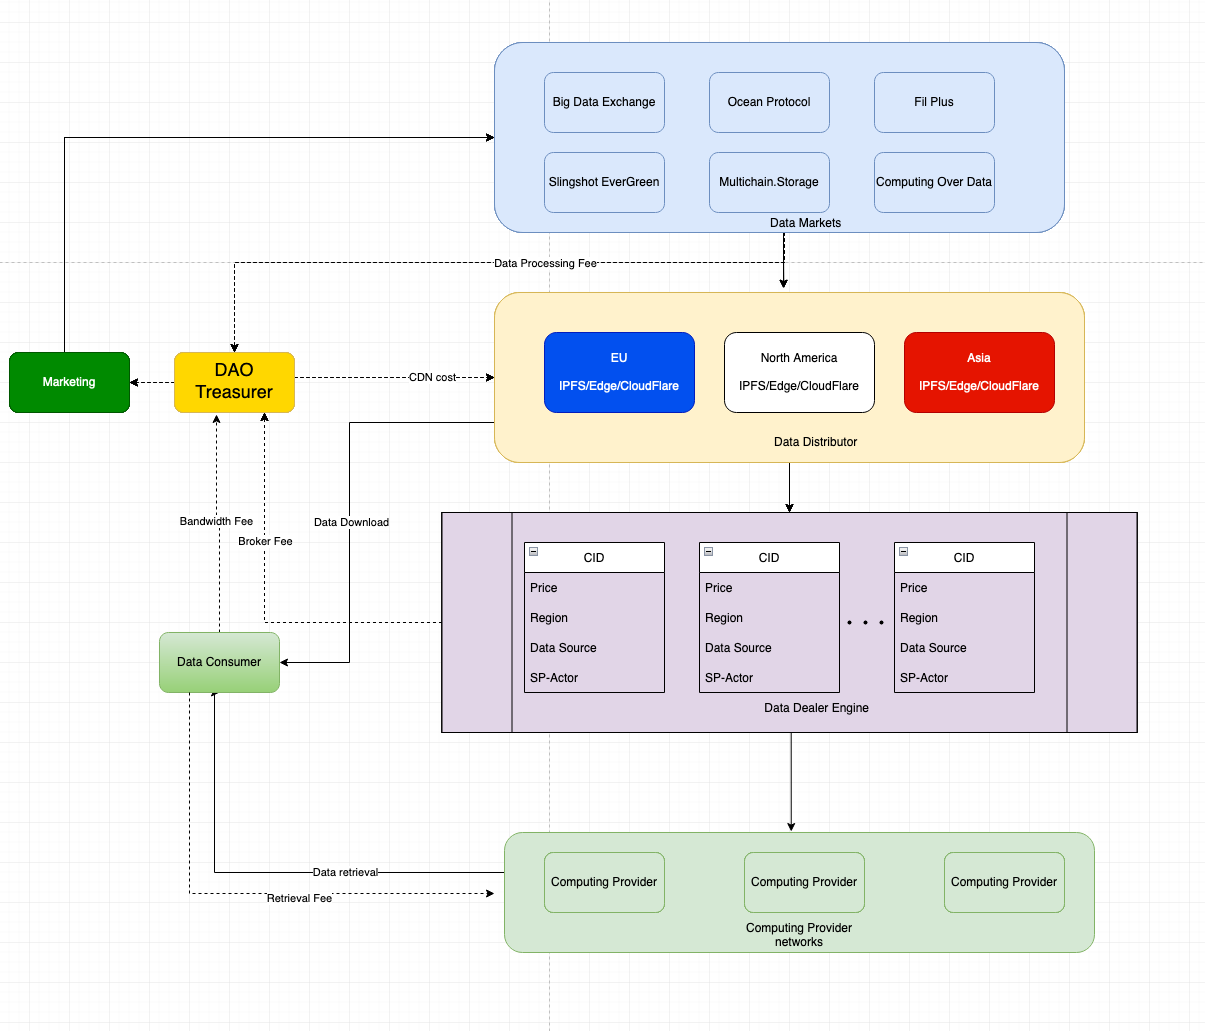 Big Data Exchange
Ocean Protocol
Fil Plus
Slingshot EverGreen
Multichain.Storage
Computing Over Data
Data Markets
Data Processing Fee
Marketing
DAO
Treasurer
CDN cost
EU
IPFS/Edge/CloudFlare
North America
IPFS/Edge/CloudFlare
Asia
IPFS/Edge/CloudFlare
Data Distributor
Bandwidth Fee
Broker Fee
Data Download
CID
Price
Region
Data Source
SP-Actor
CID
Price
Region
Data Source
SP-Actor
. . .
CID
Price
Region
Data Source
SP-Actor
Data Dealer Engine
Data Consumer
Data retrieval
Retrieval Fee
Computing Provider
Computing Provider
Computing Provider
Computing Provider
networks